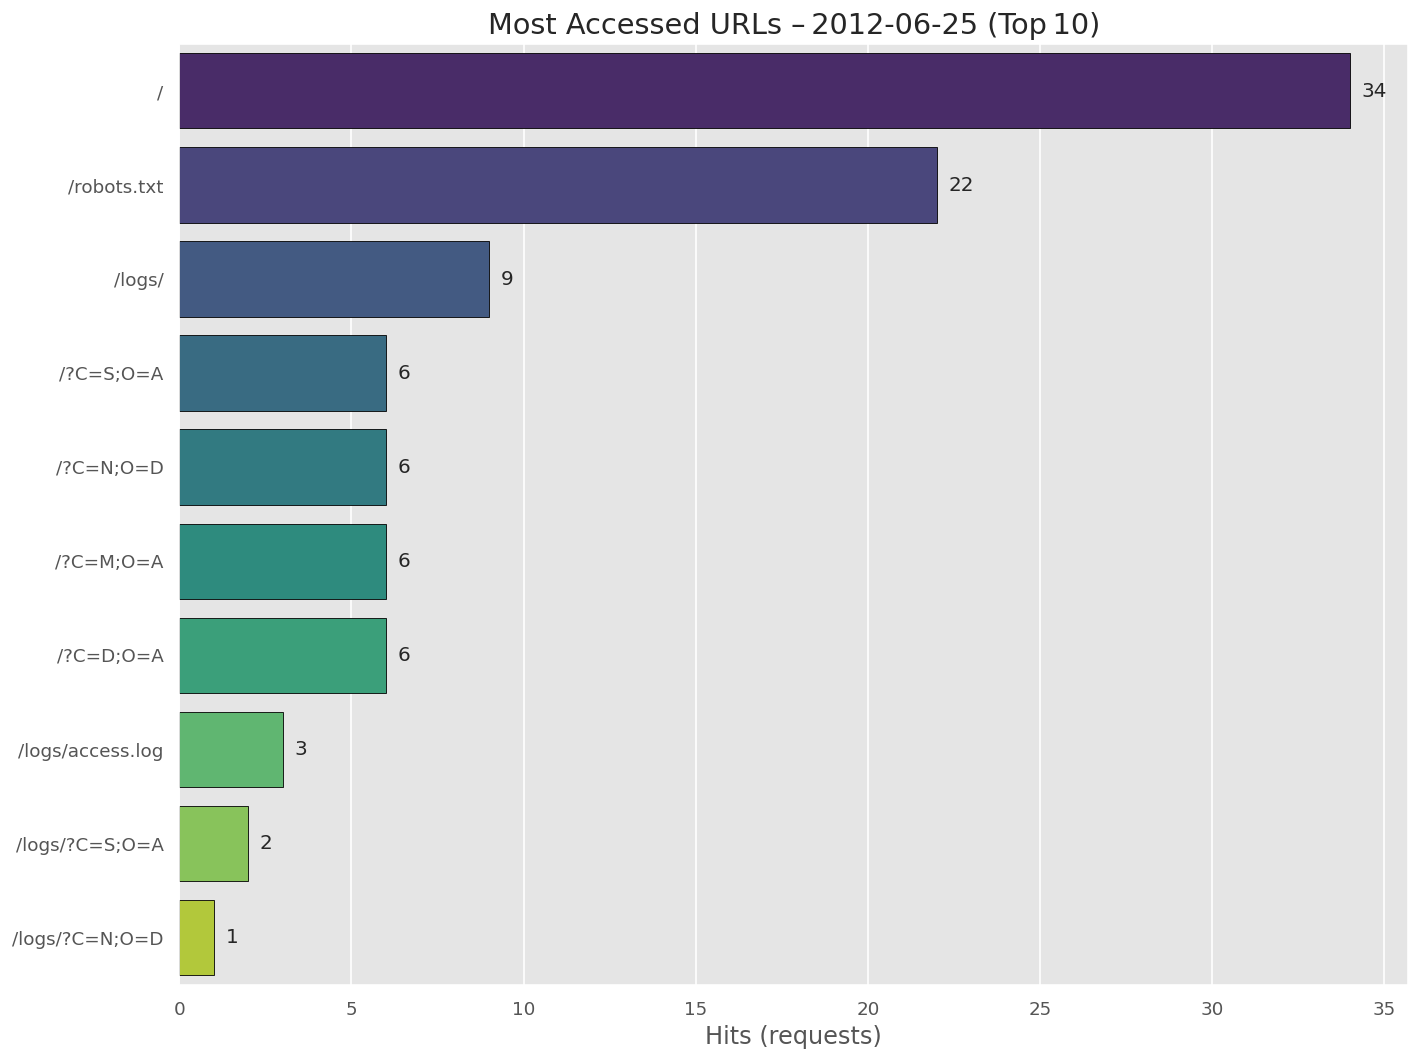 Most Accessed URLs – 2012-06-25 (Top 10)
/
34
/robots.txt
22
/logs/
9
/?C=S;O=A
6
/?C=N;O=D
6
/?C=M;O=A
6
/?C=D;O=A
6
/logs/access.log
3
/logs/?C=S;O=A
2
/logs/?C=N;O=D
1
0 5 10 15 20 25 30 35
Hits (requests)